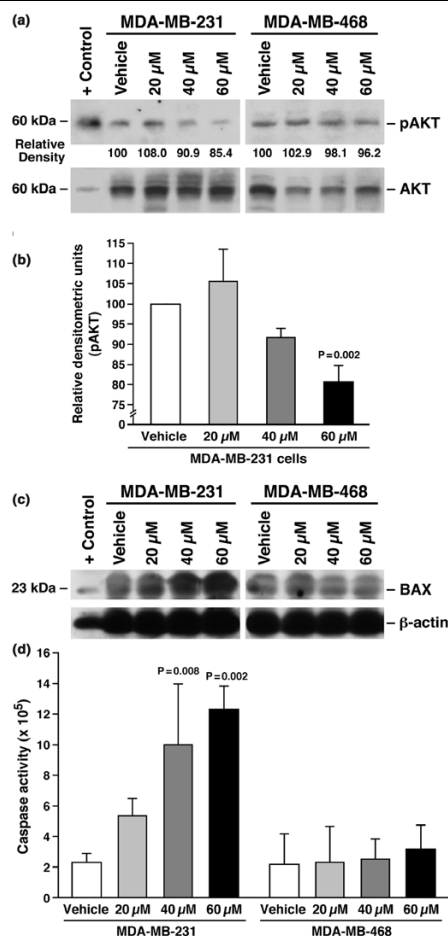 (a)
MDA-MB-231 MDA-MB-468
+ Control Vehicle 20 µM 40 µM 60 µM Vehicle 20 µM 40 µM 60 µM
60 kDa – – pAKT
Relative Density 100 108.0 90.9 85.4 100 102.9 98.1 96.2
60 kDa – – AKT
(b)
Relative densitometric units
(pAKT)
115
110
105
100
95
90
85
80
75
0
P=0.002
Vehicle 20 µM 40 µM 60 µM
MDA-MB-231 cells
(c)
MDA-MB-231 MDA-MB-468
+ Control Vehicle 20 µM 40 µM 60 µM Vehicle 20 µM 40 µM 60 µM
23 kDa – – BAX
– β-actin
(d)
Caspase activity (x 10⁵)
16
14
12
10
8
6
4
2
0
P=0.008 P=0.002
Vehicle 20 µM 40 µM 60 µM Vehicle 20 µM 40 µM 60 µM
MDA-MB-231 MDA-MB-468